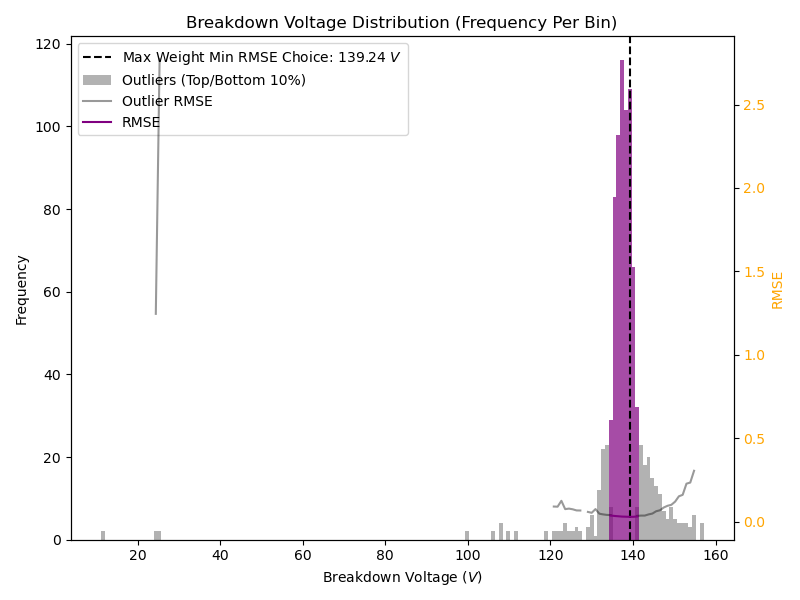 Breakdown Voltage Distribution (Frequency Per Bin)
Max Weight Min RMSE Choice: 139.24 V
Outliers (Top/Bottom 10%)
Outlier RMSE
RMSE
120
100
80
60
40
20
0
Frequency
2.5
2.0
1.5
1.0
0.5
0.0
RMSE
20 40 60 80 100 120 140 160
Breakdown Voltage (V)